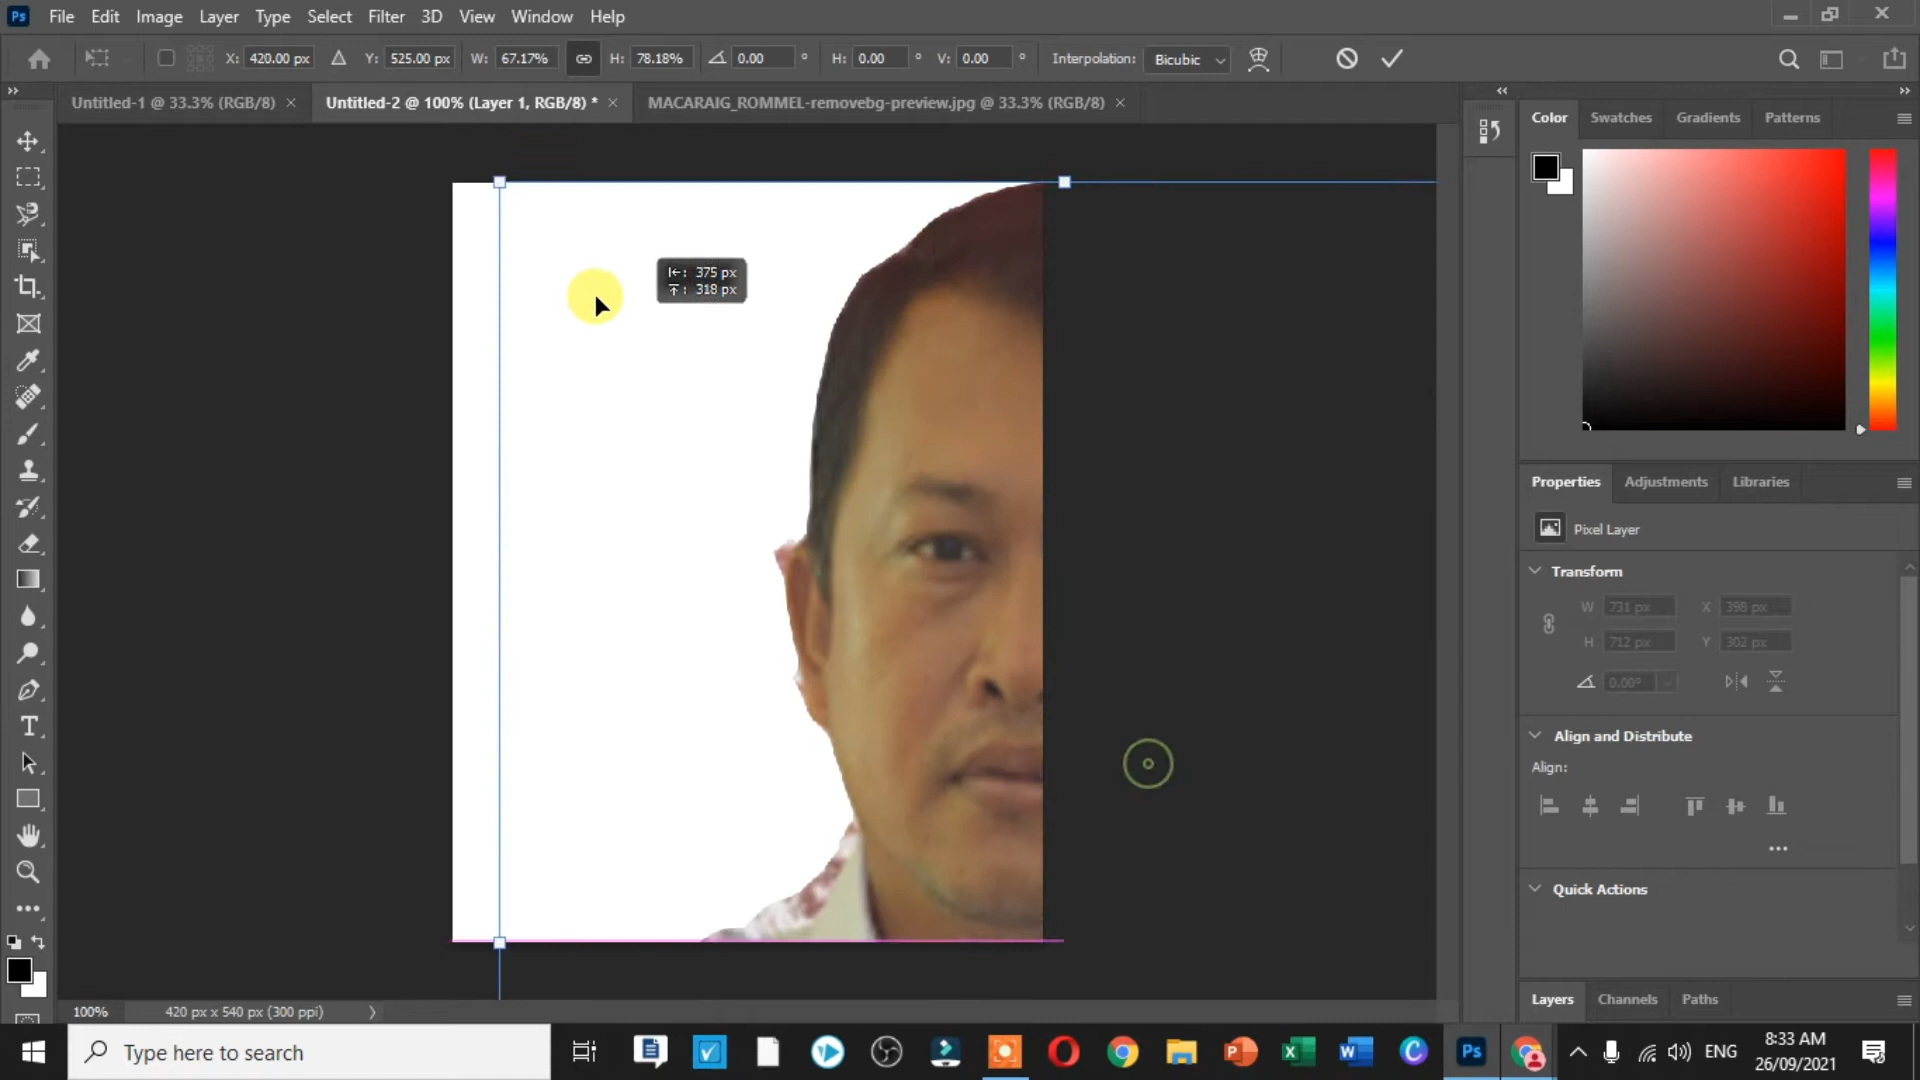 Ps File Edit Image Layer Type Select Filter 3D View Window Help
X: 420.00 px Y: 525.00 px W: 67.17% H: 78.18% 0.00 ° H: 0.00 ° V: 0.00 ° Interpolation: Bicubic
Untitled-1 @ 33.3% (RGB/8) × Untitled-2 @ 100% (Layer 1, RGB/8) * × MACARAIG_ROMMEL-removebg-preview.jpg @ 33.3% (RGB/8) ×
Color Swatches Gradients Patterns
375 px
318 px
Properties Adjustments Libraries
Pixel Layer
Transform
W 731 px X 398 px
H 712 px Y 302 px
0.00°
Align and Distribute
Align:
Quick Actions
Layers Channels Paths
100% 420 px x 540 px (300 ppi)
Type here to search
ENG
8:33 AM
26/09/2021